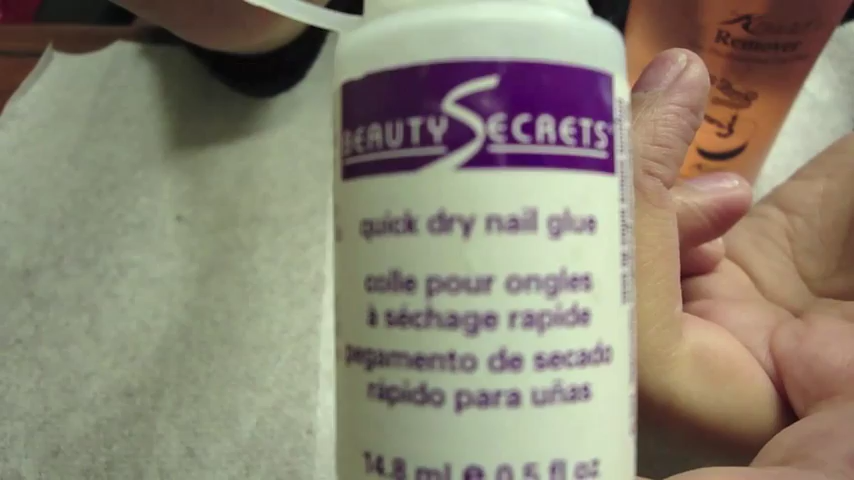 BEAUTY SECRETS
quick dry nail glue
colle pour ongles
à séchage rapide
pegamento de secado
rápido para uñas
14.8 ml e 0.5 fl oz
Remover